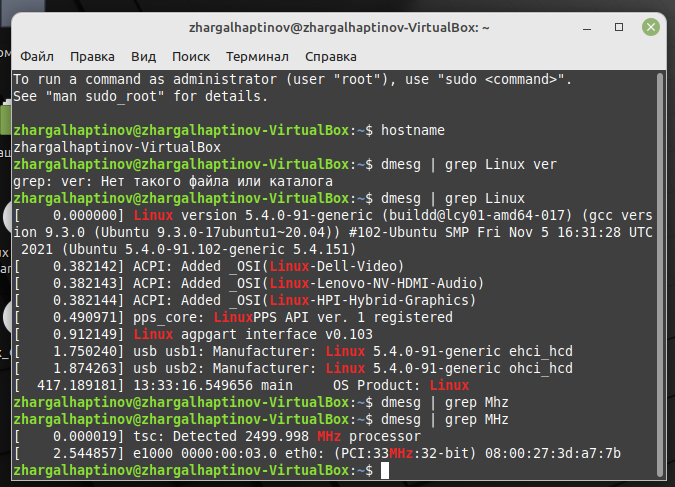 zhargalhaptinov@zhargalhaptinov-VirtualBox: ~
Файл Правка Вид Поиск Терминал Справка
To run a command as administrator (user "root"), use "sudo <command>".
See "man sudo_root" for details.
zhargalhaptinov@zhargalhaptinov-VirtualBox:~$ hostname
zhargalhaptinov-VirtualBox
zhargalhaptinov@zhargalhaptinov-VirtualBox:~$ dmesg | grep Linux ver
grep: ver: Нет такого файла или каталога
zhargalhaptinov@zhargalhaptinov-VirtualBox:~$ dmesg | grep Linux
[    0.000000] Linux version 5.4.0-91-generic (buildd@lcy01-amd64-017) (gcc vers
ion 9.3.0 (Ubuntu 9.3.0-17ubuntu1~20.04)) #102-Ubuntu SMP Fri Nov 5 16:31:28 UTC
 2021 (Ubuntu 5.4.0-91.102-generic 5.4.151)
[    0.382142] ACPI: Added _OSI(Linux-Dell-Video)
[    0.382143] ACPI: Added _OSI(Linux-Lenovo-NV-HDMI-Audio)
[    0.382144] ACPI: Added _OSI(Linux-HPI-Hybrid-Graphics)
[    0.490971] pps_core: LinuxPPS API ver. 1 registered
[    0.912149] Linux agpgart interface v0.103
[    1.750240] usb usb1: Manufacturer: Linux 5.4.0-91-generic ehci_hcd
[    1.874263] usb usb2: Manufacturer: Linux 5.4.0-91-generic ohci_hcd
[  417.189181] 13:33:16.549656 main     OS Product: Linux
zhargalhaptinov@zhargalhaptinov-VirtualBox:~$ dmesg | grep Mhz
zhargalhaptinov@zhargalhaptinov-VirtualBox:~$ dmesg | grep MHz
[    0.000019] tsc: Detected 2499.998 MHz processor
[    2.544857] e1000 0000:00:03.0 eth0: (PCI:33MHz:32-bit) 08:00:27:3d:a7:7b
zhargalhaptinov@zhargalhaptinov-VirtualBox:~$